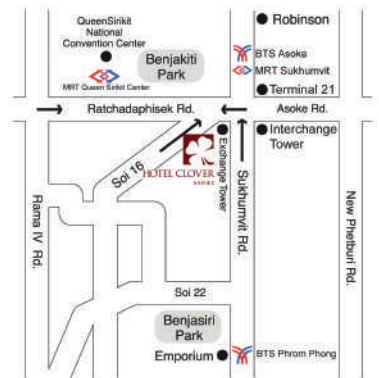 QueenSirikit
National
Convention Center
MRT Queen Sirikit Center
Benjakiti
Park
Robinson
BTS Asoke
MRT Sukhumvit
Terminal 21
Ratchadaphisek Rd.
Asoke Rd.
Interchange
Tower
Exchange Tower
Soi 16
HOTEL CLOVER
ASOKE
Sukhumvit Rd.
Rama IV Rd.
New Phetburi Rd.
Soi 22
Benjasiri
Park
Emporium
BTS Phrom Phong